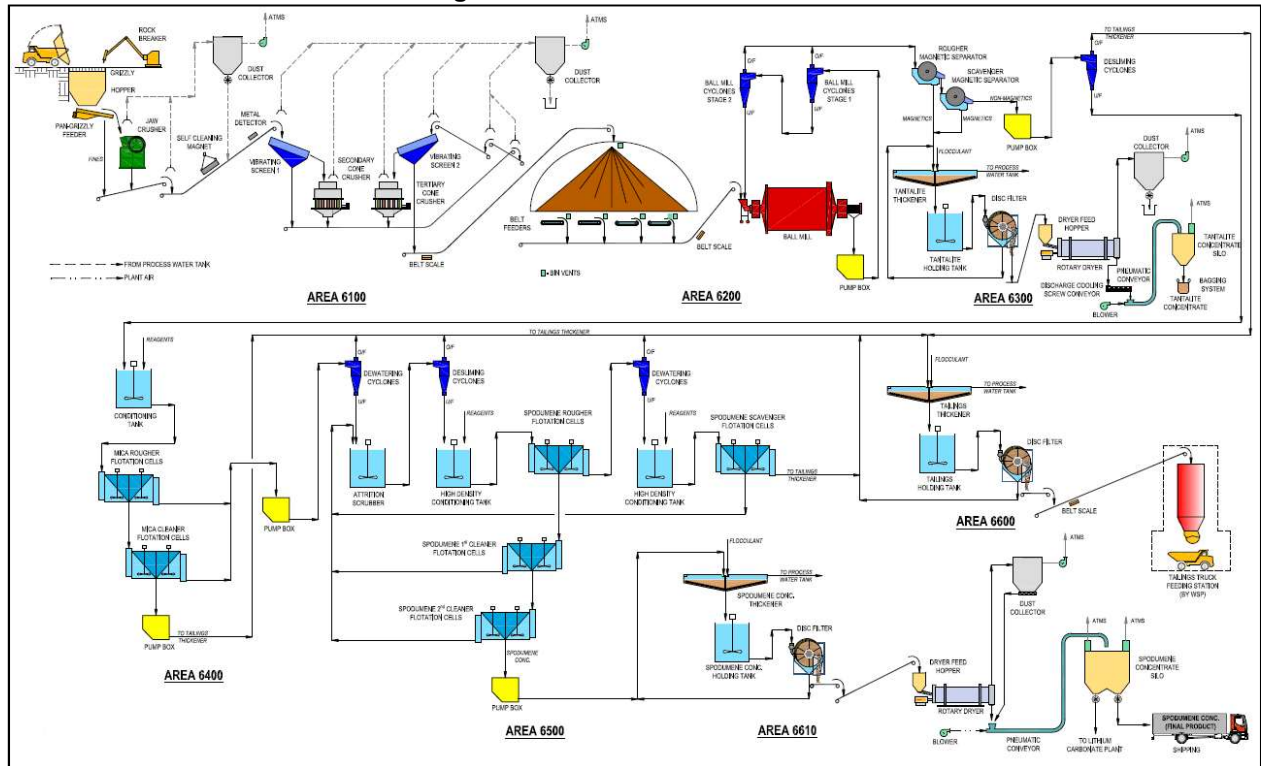 ATMS
ROCK
BREAKER
GRIZZLY
HOPPER
PAN-GRIZZLY
FEEDER
JAW
CRUSHER
FINES
DUST
COLLECTOR
SELF CLEANING
MAGNET
METAL
DETECTOR
VIBRATING
SCREEN 1
SECONDARY
CONE
CRUSHER
VIBRATING
SCREEN 2
TERTIARY
CONE
CRUSHER
ATMS
DUST
COLLECTOR
BELT SCALE
FROM PROCESS WATER TANK
PLANT AIR
AREA 6100
BELT
FEEDERS
BELT SCALE
- BIN VENTS
O/F
O/F
BALL MILL
CYCLONES
STAGE 2
BALL MILL
CYCLONES
STAGE 1
U/F
U/F
BALL MILL
PUMP BOX
AREA 6200
ROUGHER
MAGNETIC SEPARATOR
SCAVENGER
MAGNETIC SEPARATOR
NON-MAGNETICS
MAGNETICS
MAGNETICS
PUMP BOX
TO TAILINGS
THICKENER
O/F
DESLIMING
CYCLONES
U/F
FLOCCULANT
TO PROCESS
WATER TANK
TANTALITE
THICKENER
DISC FILTER
TANTALITE
HOLDING TANK
DRYER FEED
HOPPER
ROTARY DRYER
DUST
COLLECTOR
ATMS
ATMS
PNEUMATIC
CONVEYOR
DISCHARGE COOLING
SCREW CONVEYOR
BLOWER
TANTALITE
CONCENTRATE
SILO
BAGGING
SYSTEM
TANTALITE
CONCENTRATE
AREA 6300
REAGENTS
CONDITIONING
TANK
MICA ROUGHER
FLOTATION CELLS
MICA CLEANER
FLOTATION CELLS
PUMP BOX
TO TAILINGS
THICKENER
AREA 6400
PUMP BOX
TO TAILINGS THICKENER
O/F
DEWATERING
CYCLONES
U/F
ATTRITION
SCRUBBER
O/F
DESLIMING
CYCLONES
U/F
REAGENTS
HIGH DENSITY
CONDITIONING TANK
SPODUMENE ROUGHER
FLOTATION CELLS
O/F
DEWATERING
CYCLONES
U/F
REAGENTS
HIGH DENSITY
CONDITIONING TANK
SPODUMENE SCAVENGER
FLOTATION CELLS
TO TAILINGS
THICKENER
SPODUMENE 1ST CLEANER
FLOTATION CELLS
SPODUMENE 2ND CLEANER
FLOTATION CELLS
SPODUMENE
CONC.
PUMP BOX
AREA 6500
FLOCCULANT
TO PROCESS
WATER TANK
SPODUMENE CONC.
THICKENER
DISC FILTER
SPODUMENE CONC.
HOLDING TANK
AREA 6610
FLOCCULANT
TO PROCESS
WATER TANK
TAILINGS
THICKENER
DISC FILTER
TAILINGS
HOLDING TANK
AREA 6600
BELT SCALE
TAILINGS TRUCK
FEEDING STATION
(BY WSP)
ATMS
DUST
COLLECTOR
DRYER FEED
HOPPER
ROTARY DRYER
BLOWER
PNEUMATIC
CONVEYOR
ATMS
ATMS
SPODUMENE
CONCENTRATE
SILO
TO LITHIUM
CARBONATE PLANT
SPODUMENE CONC.
(FINAL PRODUCT)
SHIPPING